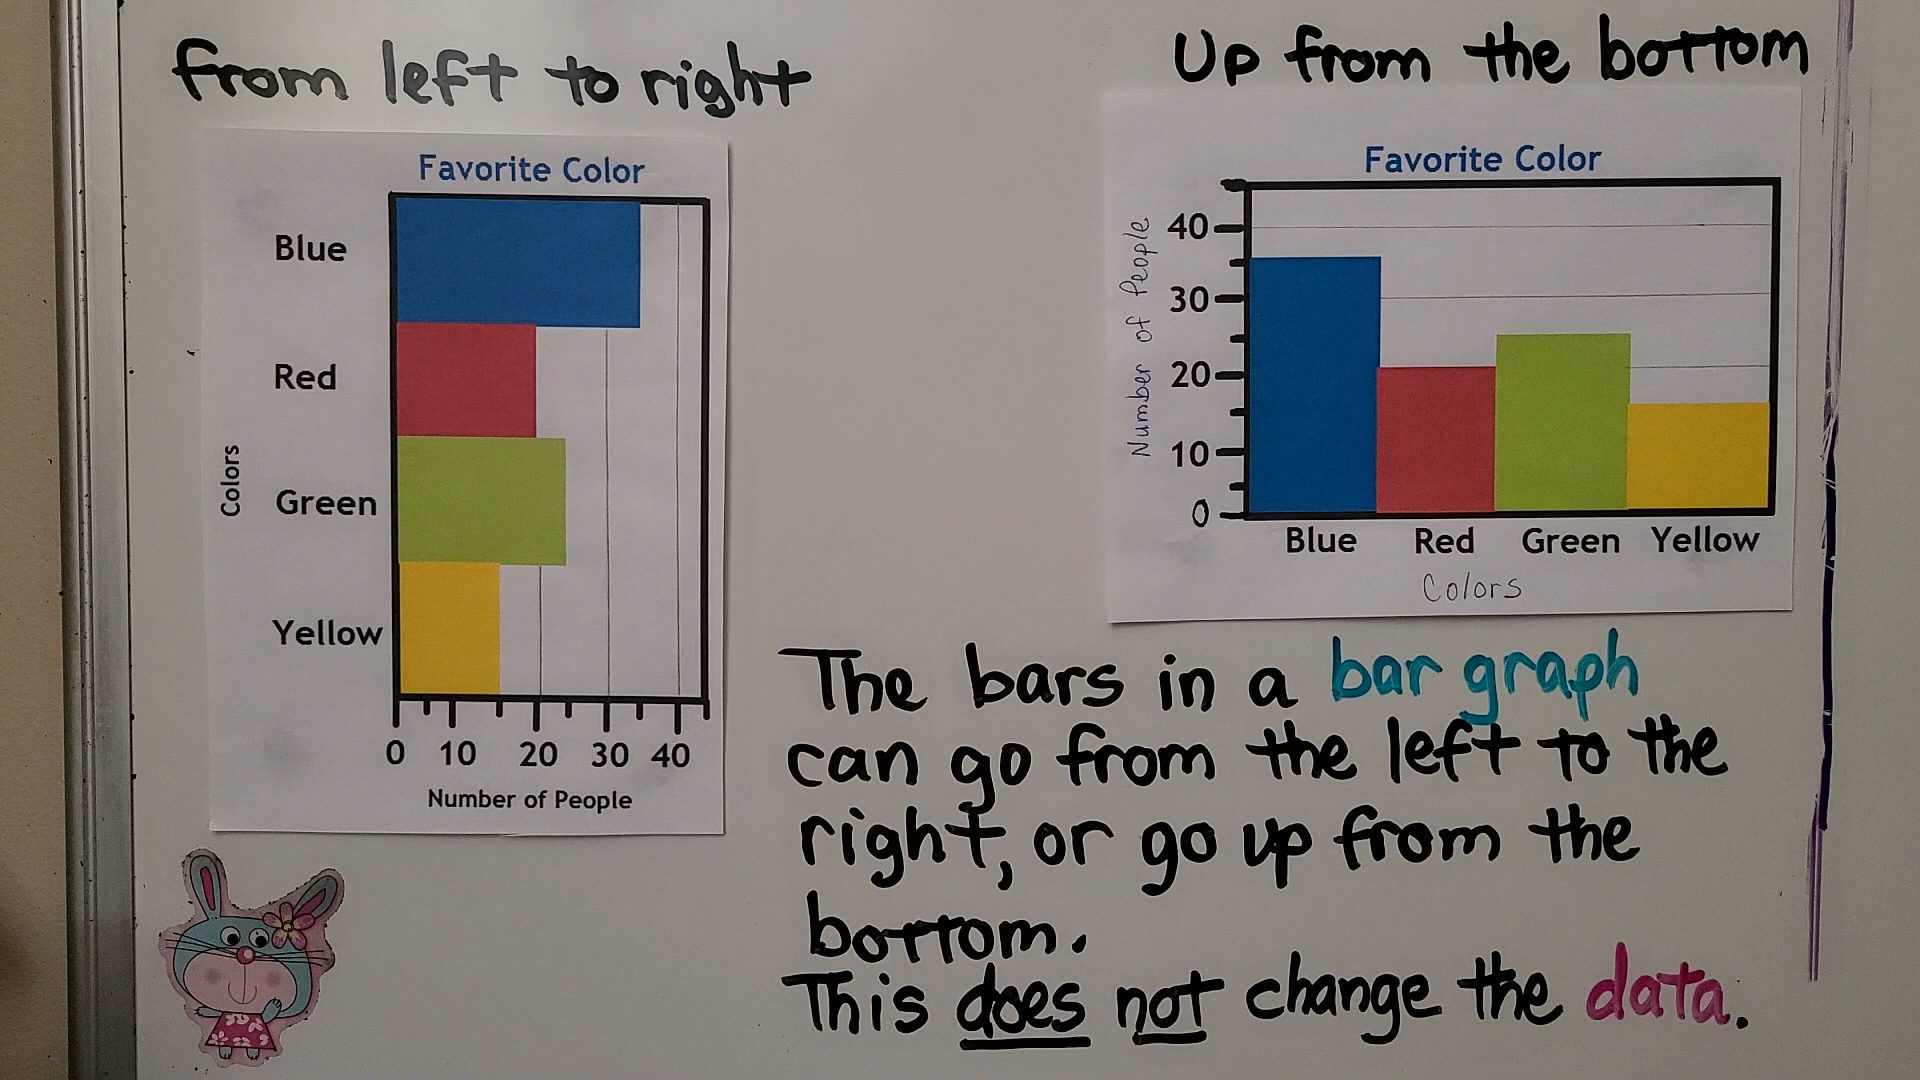 from left to right
Favorite Color
Blue
Red
Green
Yellow
Colors
0 10 20 30 40
Number of People
Up from the bottom
Favorite Color
Number of People
40
30
20
10
0
Blue Red Green Yellow
Colors
The bars in a bar graph
can go from the left to the
right, or go up from the
bottom.
This does not change the data.